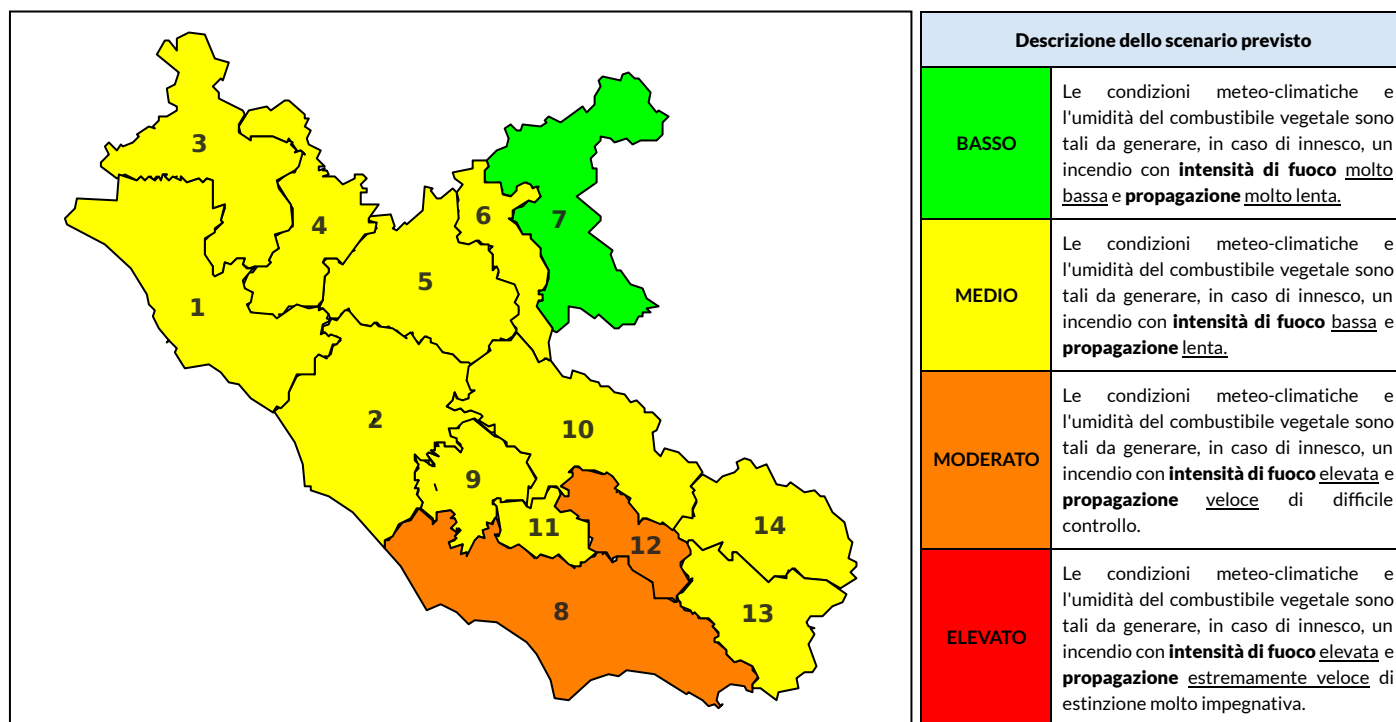 3
4
6
7
5
1
2
10
9
11
14
12
8
13
Descrizione dello scenario previsto
BASSO
Le condizioni meteo-climatiche e
l'umidità del combustibile vegetale sono
tali da generare, in caso di innesco, un
incendio con intensità di fuoco molto
bassa e propagazione molto lenta.
MEDIO
Le condizioni meteo-climatiche e
l'umidità del combustibile vegetale sono
tali da generare, in caso di innesco, un
incendio con intensità di fuoco bassa e
propagazione lenta.
MODERATO
Le condizioni meteo-climatiche e
l'umidità del combustibile vegetale sono
tali da generare, in caso di innesco, un
incendio con intensità di fuoco elevata e
propagazione veloce di difficile
controllo.
ELEVATO
Le condizioni meteo-climatiche e
l'umidità del combustibile vegetale sono
tali da generare, in caso di innesco, un
incendio con intensità di fuoco elevata e
propagazione estremamente veloce di
estinzione molto impegnativa.